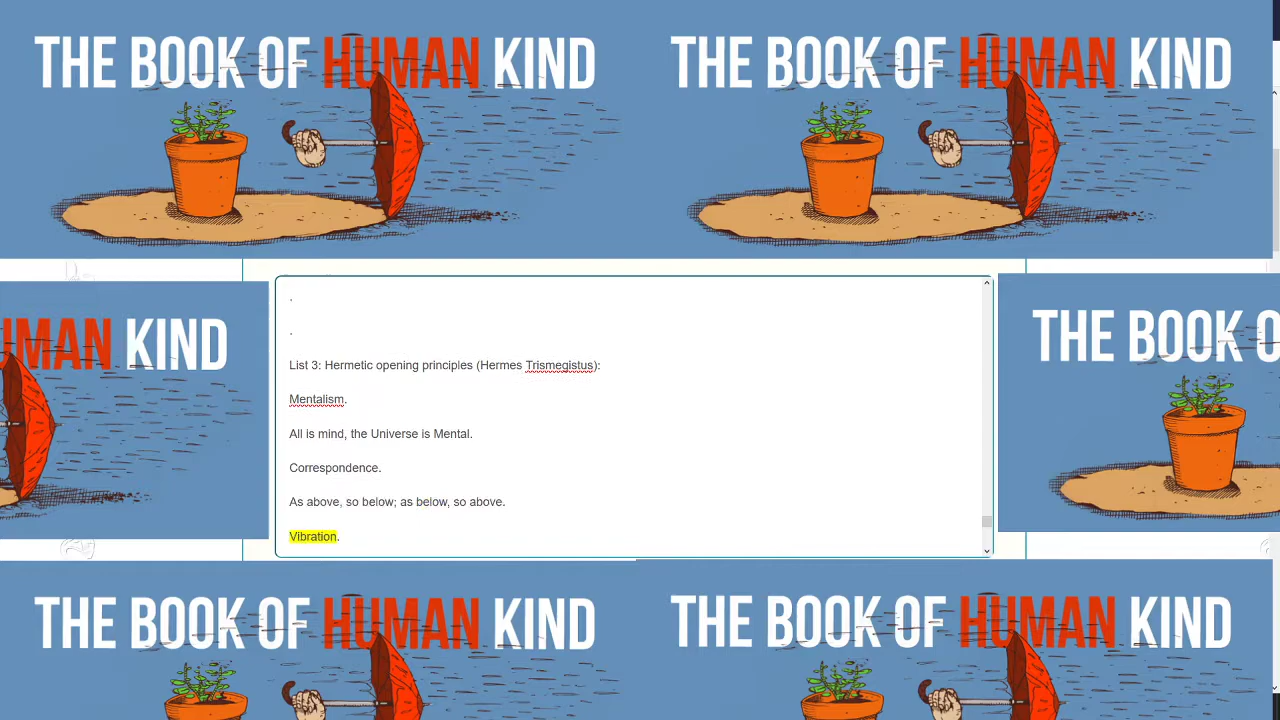 THE BOOK OF HUMAN KIND
THE BOOK OF HUMAN KIND
.
.
List 3: Hermetic opening principles (Hermes Trismegistus):
Mentalism.
All is mind, the Universe is Mental.
Correspondence.
As above, so below; as below, so above.
Vibration.
HUMAN KIND
THE BOOK O
THE BOOK OF HUMAN KIND
THE BOOK OF HUMAN KIND